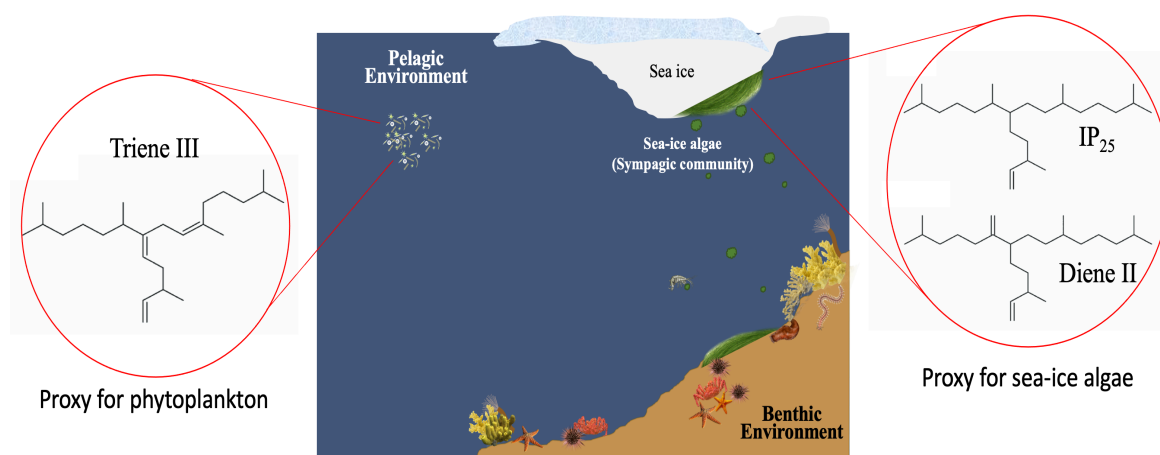 Pelagic
Environment
Sea ice
Triene III
Sea-ice algae
(Sympagic community)
IP25
Diene II
Proxy for phytoplankton
Proxy for sea-ice algae
Benthic
Environment